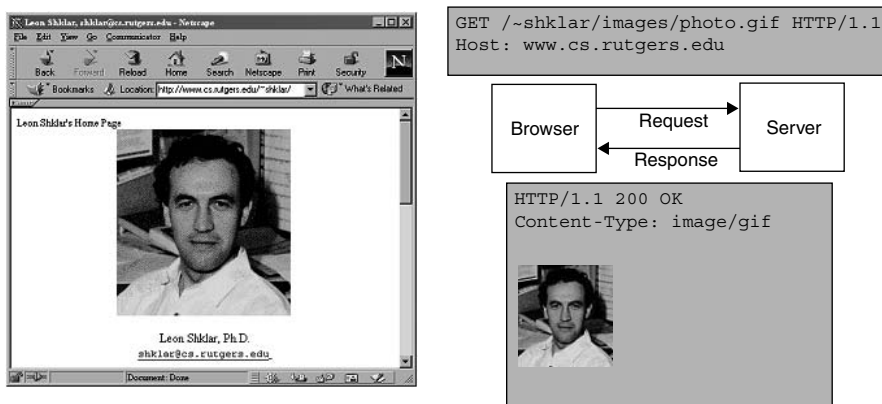 Leon Shklar, shklar@cs.rutgers.edu - Netscape
File Edit View Go Communicator Help
Back Forward Reload Home Search Netscape Print Security
N
Bookmarks Location: http://www.cs.rutgers.edu/~shklar/ What's Related
Leon Shklar's Home Page
Leon Shklar, Ph.D.
shklar@cs.rutgers.edu
Document: Done
GET /~shklar/images/photo.gif HTTP/1.1
Host: www.cs.rutgers.edu
Browser
Request
Response
Server
HTTP/1.1 200 OK
Content-Type: image/gif